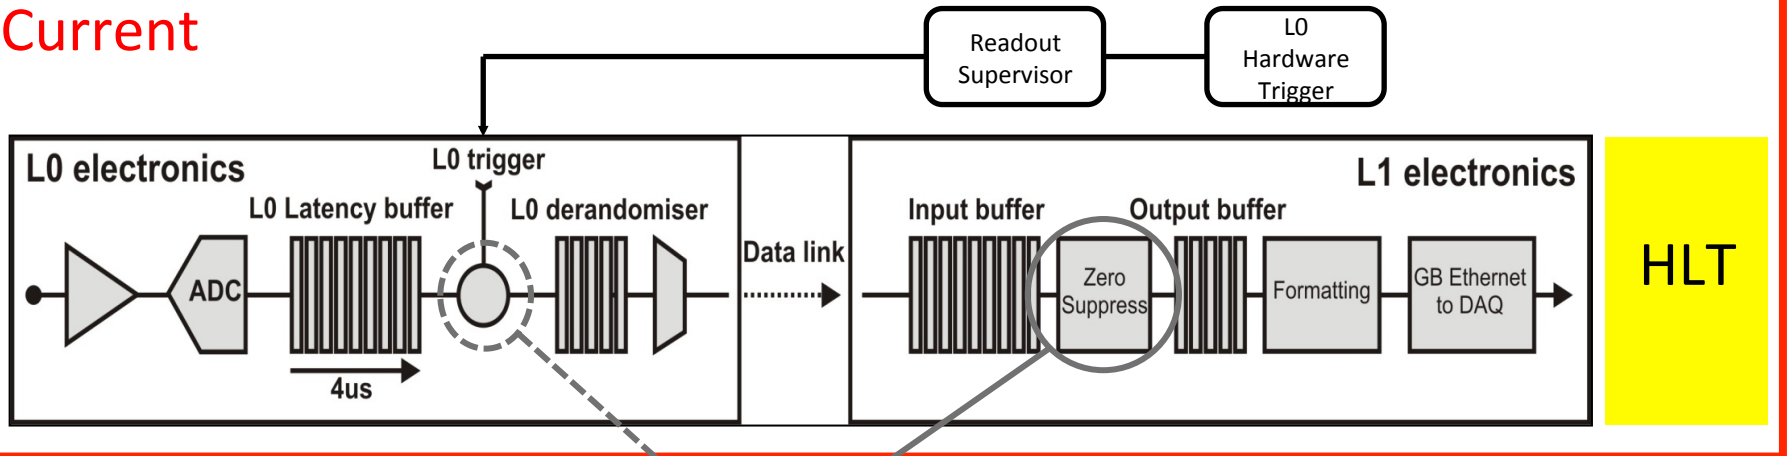 Current
Readout
Supervisor
L0
Hardware
Trigger
L0 electronics
L0 trigger
L0 Latency buffer
L0 derandomiser
ADC
4us
Data link
L1 electronics
Input buffer
Output buffer
Zero
Suppress
Formatting
GB Ethernet
to DAQ
HLT